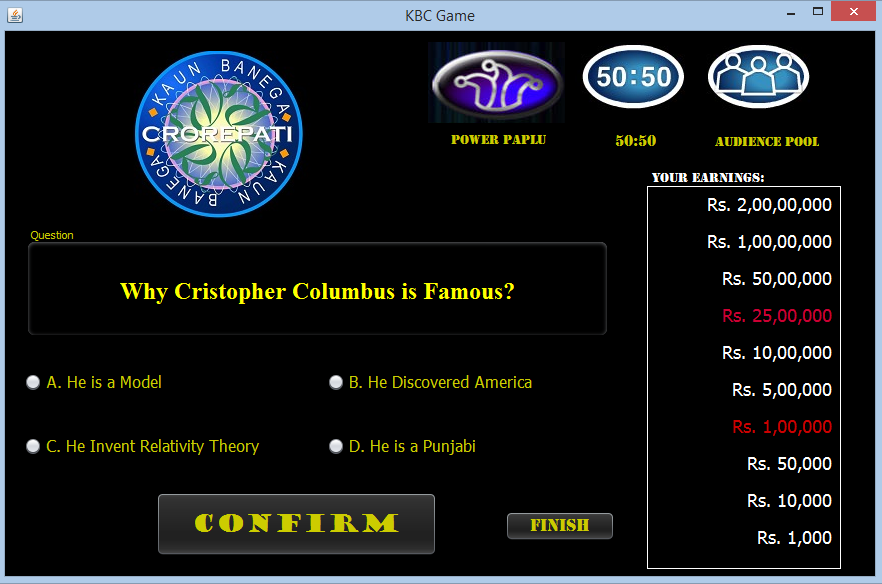 KBC Game
KAUN BANEGA
CROREPATI
KAUN BANEGA
50:50
POWER PAPLU
50:50
AUDIENCE POOL
YOUR EARNINGS:
Rs. 2,00,00,000
Rs. 1,00,00,000
Rs. 50,00,000
Rs. 25,00,000
Rs. 10,00,000
Rs. 5,00,000
Rs. 1,00,000
Rs. 50,000
Rs. 10,000
Rs. 1,000
Question
Why Cristopher Columbus is Famous?
A. He is a Model
B. He Discovered America
C. He Invent Relativity Theory
D. He is a Punjabi
CONFIRM
FINISH